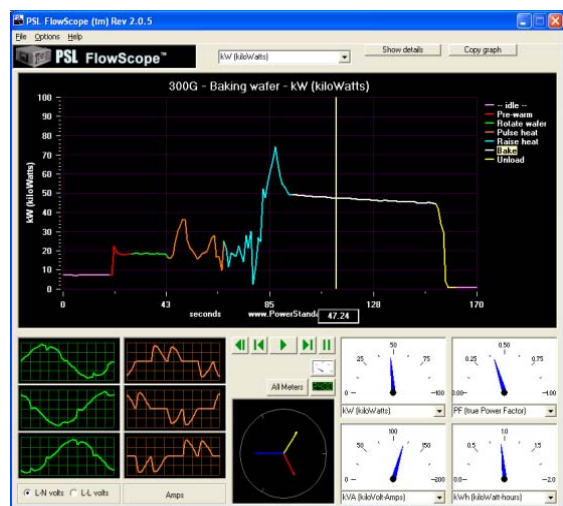 PSL FlowScope (tm) Rev 2.0.5
File Options Help
PSL FlowScope™
kW (kiloWatts)
Show details
Copy graph
300G - Baking wafer - kW (kiloWatts)
kW (kiloWatts)
100
90
80
70
60
50
40
30
20
10
0
-- idle --
Pre-warm
Rotate wafer
Pulse heat
Raise heat
Bake
Unload
0 43 85 128 170
seconds www.PowerStanda 47.24
All Meters
0 25 50 75 100
kW (kiloWatts)
0.00 0.25 0.50 0.75 1.00
PF (true Power Factor)
0 50 100 150 200
kVA (kiloVolt-Amps)
0 0.5 1.0 1.5 2.0
kWh (kiloWatt-hours)
L-N volts L-L volts
Amps